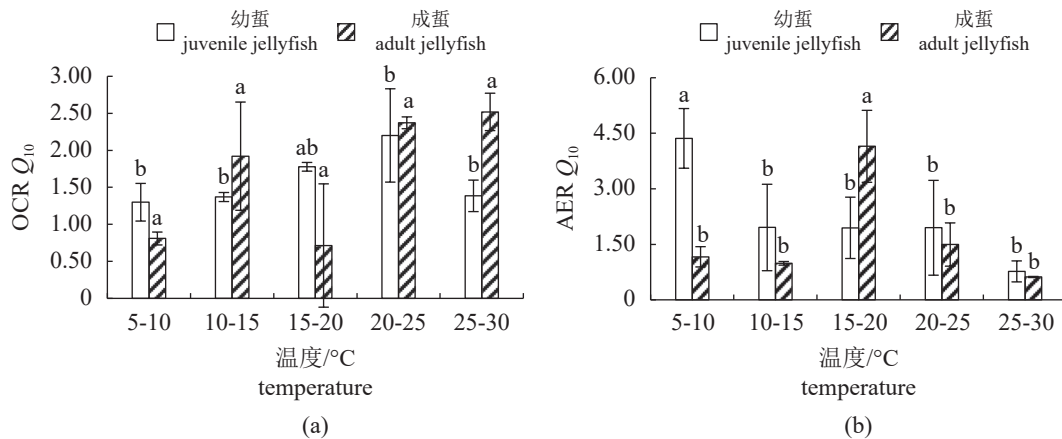 幼蜇 成蜇
juvenile jellyfish adult jellyfish
3.00
2.50
2.00
1.50
1.00
0.50
0
OCR Q10
b a b a ab a b a b a
5-10 10-15 15-20 20-25 25-30
温度/°C
temperature
(a)
幼蜇 成蜇
juvenile jellyfish adult jellyfish
6.00
4.50
3.00
1.50
0.00
AER Q10
a b b b b a b b b b
5-10 10-15 15-20 20-25 25-30
温度/°C
temperature
(b)